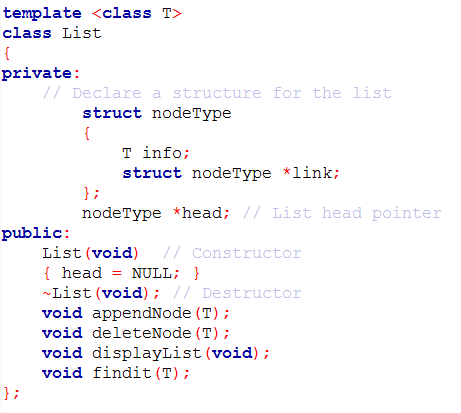 template <class T>
class List
{
private:
    // Declare a structure for the list
        struct nodeType
        {
            T info;
            struct nodeType *link;
        };
        nodeType *head; // List head pointer
public:
    List(void)  // Constructor
    { head = NULL; }
    ~List(void); // Destructor
    void appendNode(T);
    void deleteNode(T);
    void displayList(void);
    void findit(T);
};